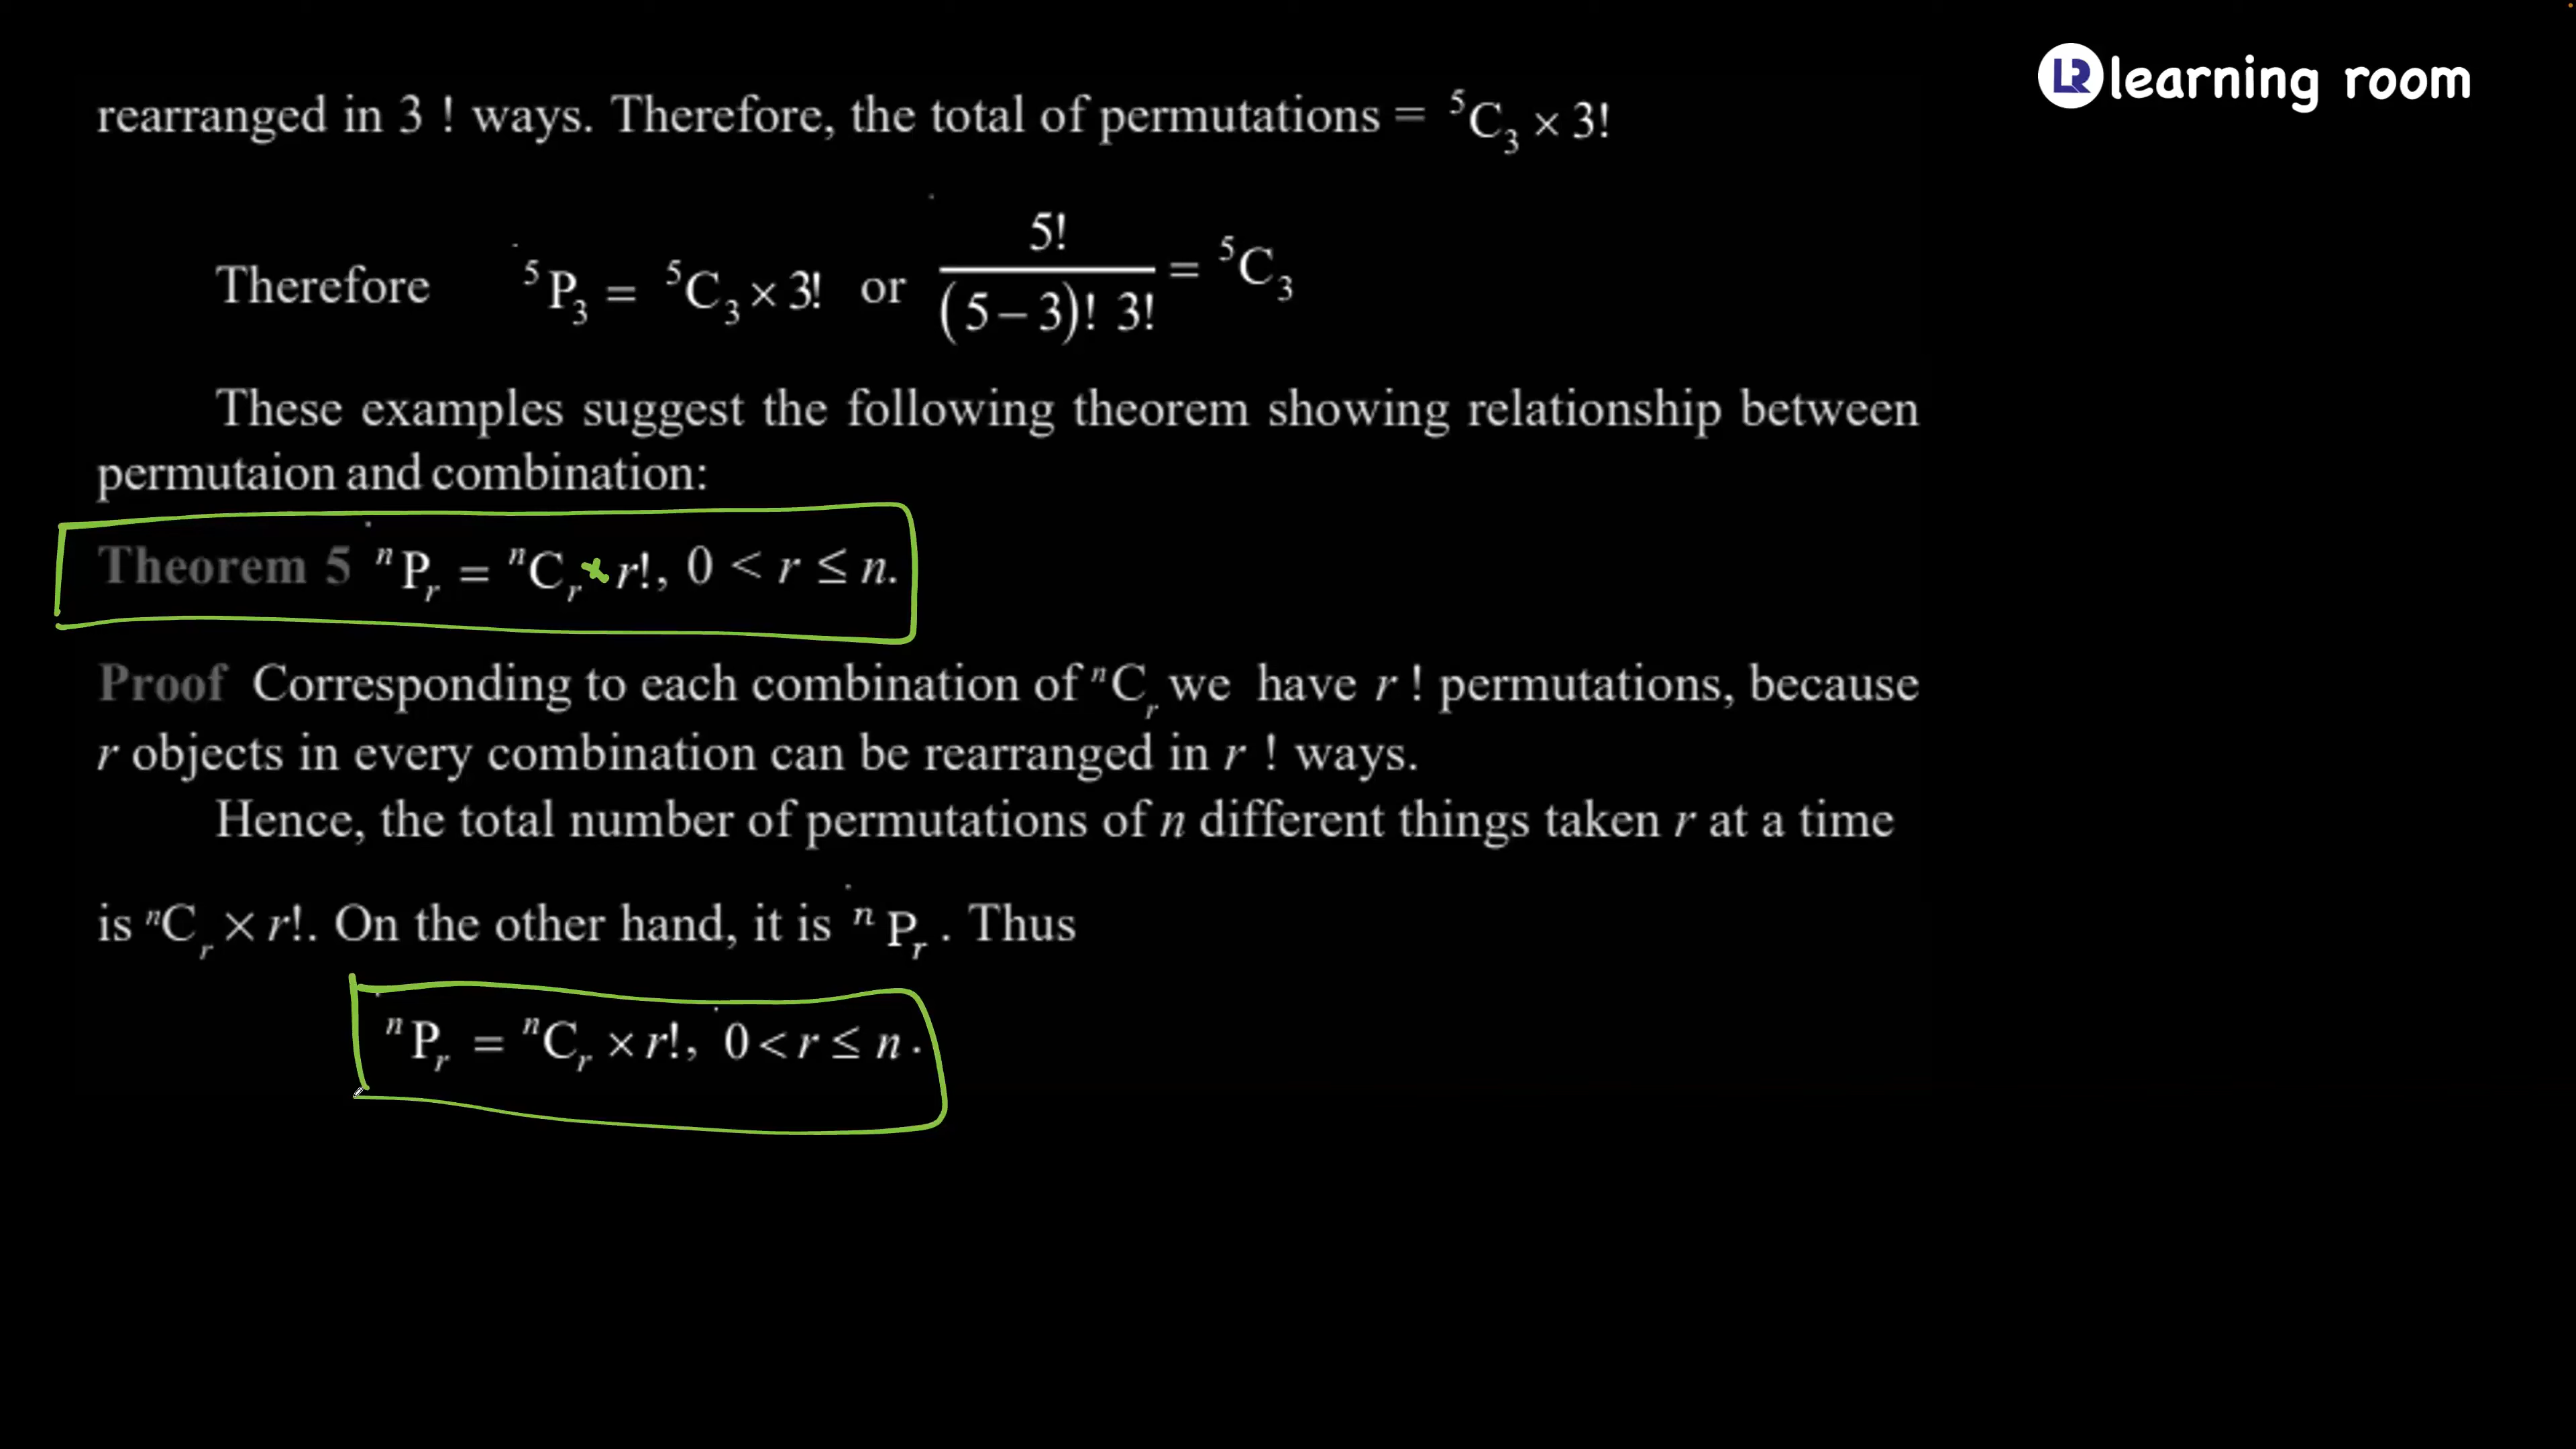 LR learning room
rearranged in 3 ! ways. Therefore, the total of permutations = ⁵C₃ × 3!
Therefore ⁵P₃ = ⁵C₃ × 3! or 5! / (5 – 3)! 3! = ⁵C₃
These examples suggest the following theorem showing relationship between
permutaion and combination:
Theorem 5 ⁿPᵣ = ⁿCᵣ × r!, 0 < r ≤ n.
Proof Corresponding to each combination of ⁿCᵣ we have r ! permutations, because
r objects in every combination can be rearranged in r ! ways.
Hence, the total number of permutations of n different things taken r at a time
is ⁿCᵣ × r!. On the other hand, it is ⁿPᵣ . Thus
ⁿPᵣ = ⁿCᵣ × r!, 0 < r ≤ n .